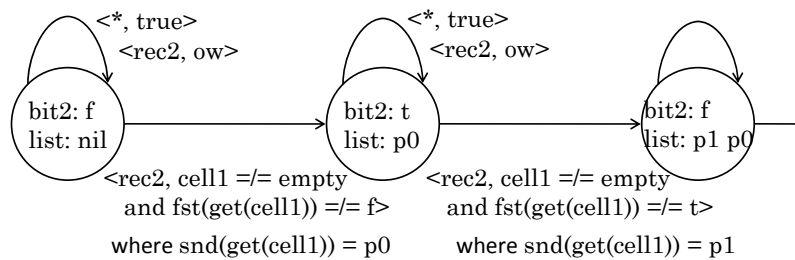 <*, true>
<rec2, ow>
<*, true>
<rec2, ow>
bit2: f
list: nil
bit2: t
list: p0
bit2: f
list: p1 p0
<rec2, cell1 =/= empty
and fst(get(cell1)) =/= f>
where snd(get(cell1)) = p0
<rec2, cell1 =/= empty
and fst(get(cell1)) =/= t>
where snd(get(cell1)) = p1